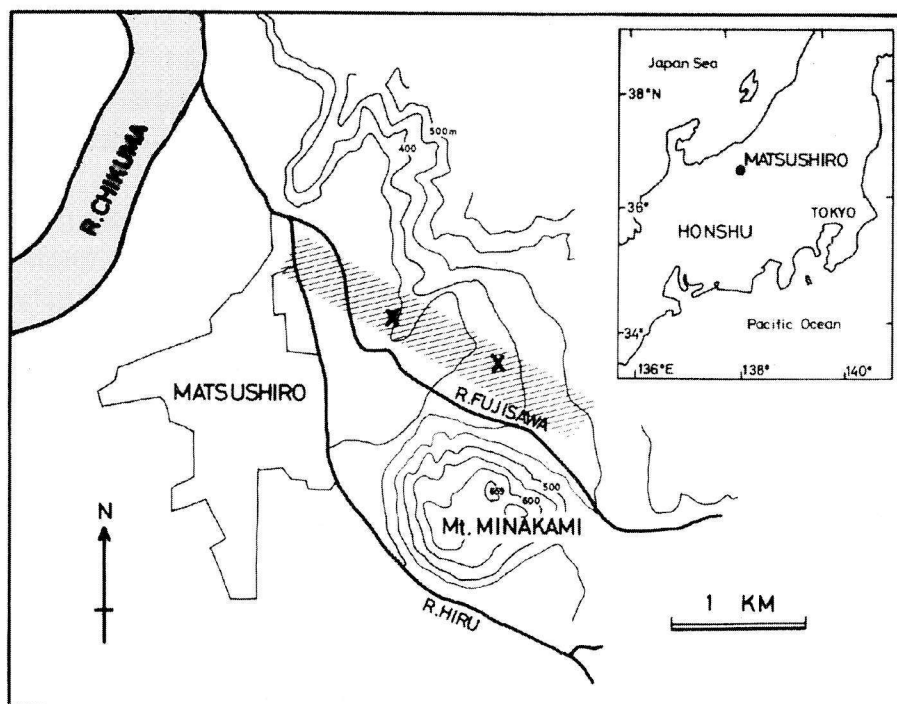 R. CHIKUMA
500m
400
MATSUSHIRO
R.FUJISAWA
659
600
500
Mt. MINAKAMI
R.HIRU
N
1 KM
Japan Sea
38°N
MATSUSHIRO
36°
HONSHU
TOKYO
34°
Pacific Ocean
136°E
138°
140°
X
X